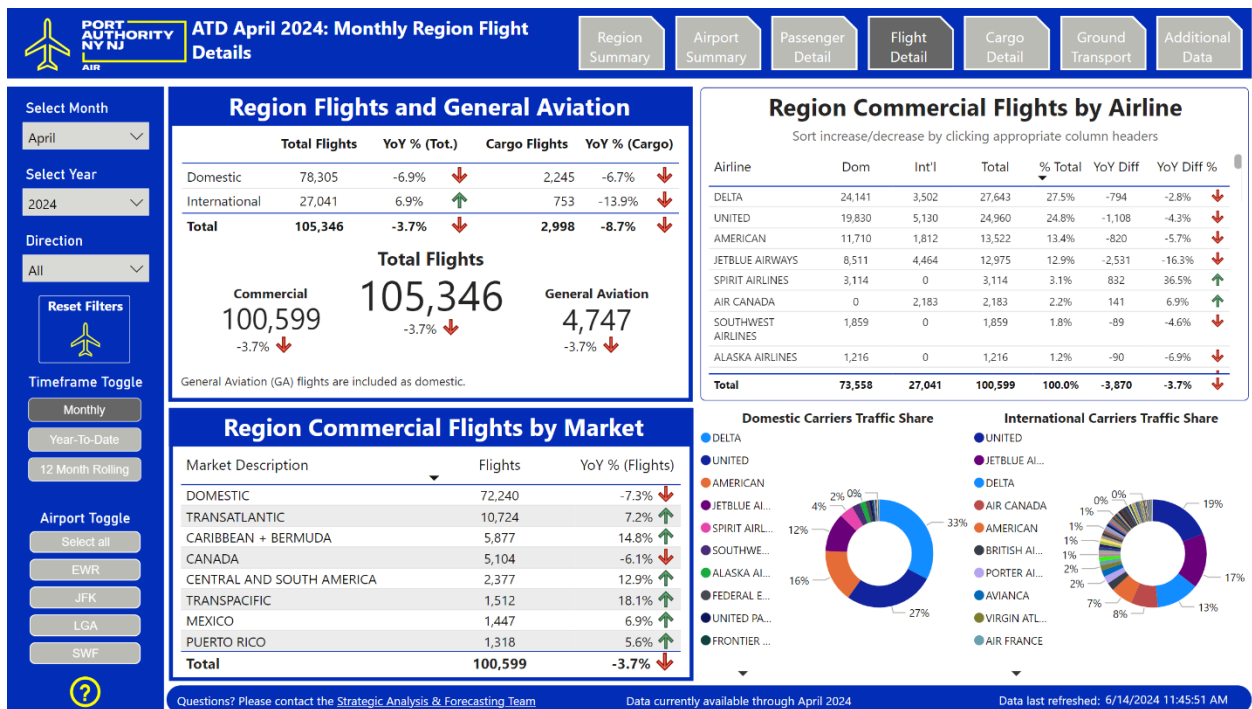 PORT
AUTHORITY
NY NJ
AIR
ATD April 2024: Monthly Region Flight
Details
Region
Summary
Airport
Summary
Passenger
Detail
Flight
Detail
Cargo
Detail
Ground
Transport
Additional
Data
Select Month
April
Select Year
2024
Direction
All
Reset Filters
Timeframe Toggle
Monthly
Year-To-Date
12 Month Rolling
Airport Toggle
Select all
EWR
JFK
LGA
SWF
?
Region Flights and General Aviation
Total Flights YoY % (Tot.) Cargo Flights YoY % (Cargo)
Domestic 78,305 -6.9% 2,245 -6.7%
International 27,041 6.9% 753 -13.9%
Total 105,346 -3.7% 2,998 -8.7%
Total Flights
105,346
-3.7%
Commercial
100,599
-3.7%
General Aviation
4,747
-3.7%
General Aviation (GA) flights are included as domestic.
Region Commercial Flights by Airline
Sort increase/decrease by clicking appropriate column headers
Airline Dom Int'l Total % Total YoY Diff YoY Diff %
DELTA 24,141 3,502 27,643 27.5% -794 -2.8%
UNITED 19,830 5,130 24,960 24.8% -1,108 -4.3%
AMERICAN 11,710 1,812 13,522 13.4% -820 -5.7%
JETBLUE AIRWAYS 8,511 4,464 12,975 12.9% -2,531 -16.3%
SPIRIT AIRLINES 3,114 0 3,114 3.1% 832 36.5%
AIR CANADA 0 2,183 2,183 2.2% 141 6.9%
SOUTHWEST 1,859 0 1,859 1.8% -89 -4.6%
AIRLINES
ALASKA AIRLINES 1,216 0 1,216 1.2% -90 -6.9%
Total 73,558 27,041 100,599 100.0% -3,870 -3.7%
Region Commercial Flights by Market
Market Description Flights YoY % (Flights)
DOMESTIC 72,240 -7.3%
TRANSATLANTIC 10,724 7.2%
CARIBBEAN + BERMUDA 5,877 14.8%
CANADA 5,104 -6.1%
CENTRAL AND SOUTH AMERICA 2,377 12.9%
TRANSPACIFIC 1,512 18.1%
MEXICO 1,447 6.9%
PUERTO RICO 1,318 5.6%
Total 100,599 -3.7%
Domestic Carriers Traffic Share
DELTA
UNITED
AMERICAN
JETBLUE AI...
SPIRIT AIRL...
SOUTHWE...
ALASKA AI...
FEDERAL E...
UNITED PA...
FRONTIER ...
33%
27%
16%
12%
4%
2%
0%
International Carriers Traffic Share
UNITED
JETBLUE AI...
DELTA
AIR CANADA
AMERICAN
BRITISH AI...
PORTER AI...
AVIANCA
VIRGIN ATL...
AIR FRANCE
19%
17%
13%
8%
7%
2%
2%
1%
1%
1%
1%
0%
0%
Questions? Please contact the Strategic Analysis & Forecasting Team
Data currently available through April 2024
Data last refreshed: 6/14/2024 11:45:51 AM